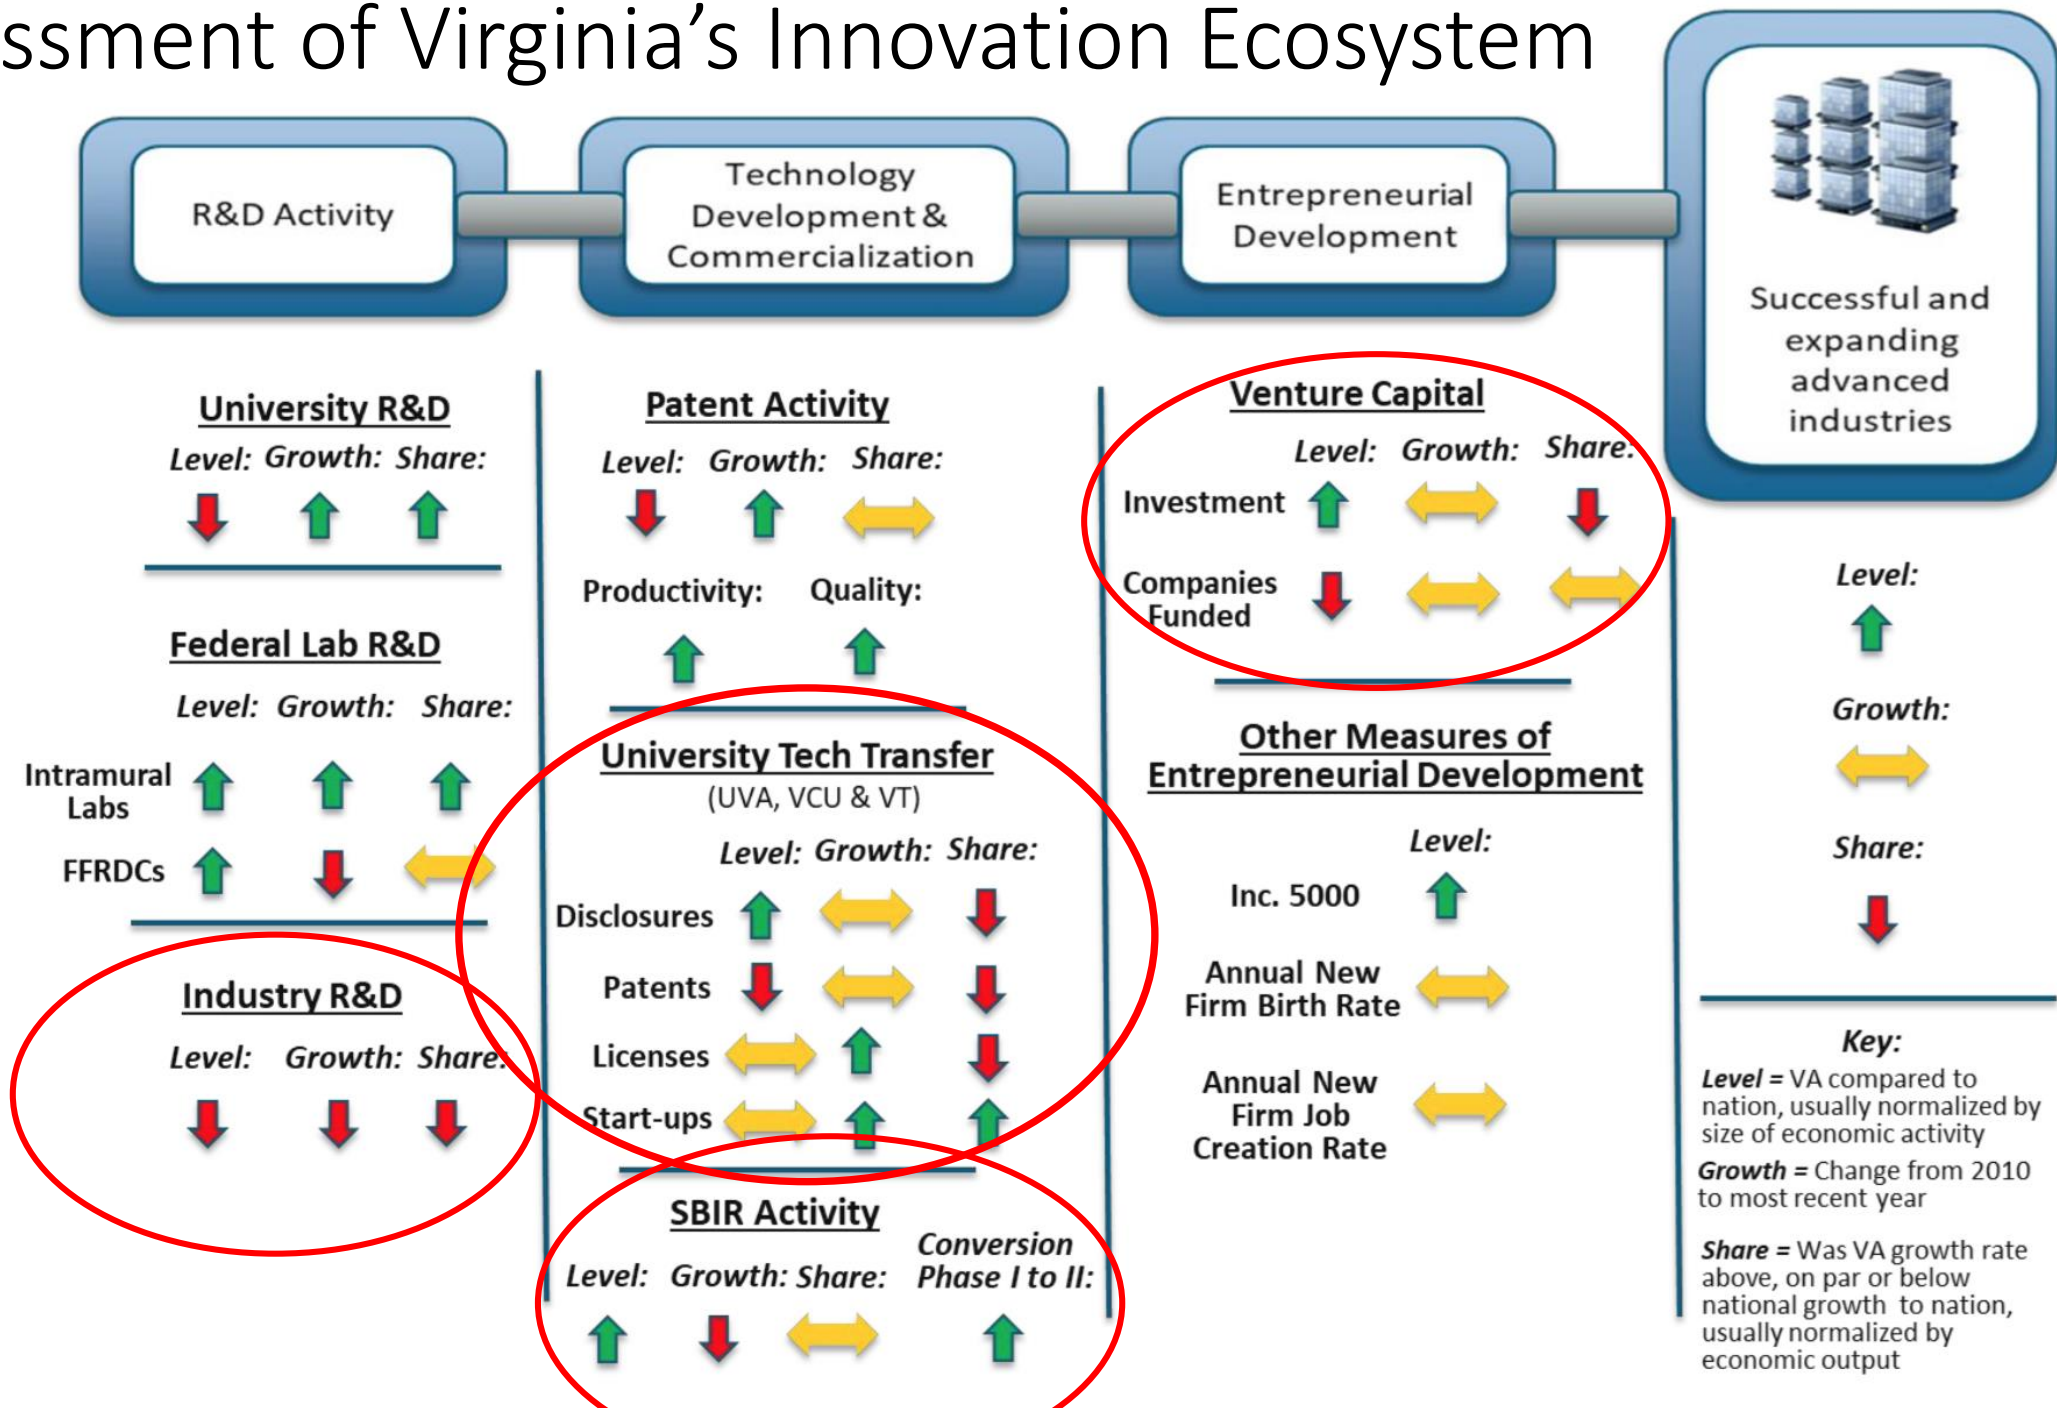 ssment of Virginia’s Innovation Ecosystem
R&D Activity
Technology
Development &
Commercialization
Entrepreneurial
Development
Successful and
expanding
advanced
industries
University R&D
Level: Growth: Share:
Federal Lab R&D
Level: Growth: Share:
Intramural
Labs
FFRDCs
Industry R&D
Level: Growth: Share:
Patent Activity
Level: Growth: Share:
Productivity: Quality:
University Tech Transfer
(UVA, VCU & VT)
Level: Growth: Share:
Disclosures
Patents
Licenses
Start-ups
SBIR Activity
Conversion
Level: Growth: Share: Phase I to II:
Venture Capital
Level: Growth: Share:
Investment
Companies
Funded
Other Measures of
Entrepreneurial Development
Level:
Inc. 5000
Annual New
Firm Birth Rate
Annual New
Firm Job
Creation Rate
Level:
Growth:
Share:
Key:
Level = VA compared to
nation, usually normalized by
size of economic activity
Growth = Change from 2010
to most recent year
Share = Was VA growth rate
above, on par or below
national growth to nation,
usually normalized by
economic output